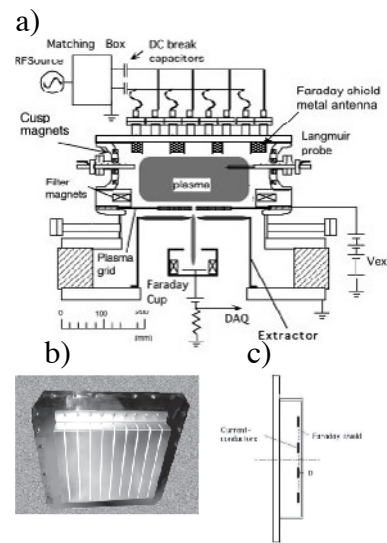 a)
Matching Box
DC break
capacitors
RFSource
Faraday shield
metal antenna
Cusp
magnets
Langmuir
probe
Filter
magnets
plasma
Plasma
grid
Vex
Faraday
Cup
DAQ
Extractor
0 100 200
(mm)
b)
c)
Current-
conductors
Faraday shield